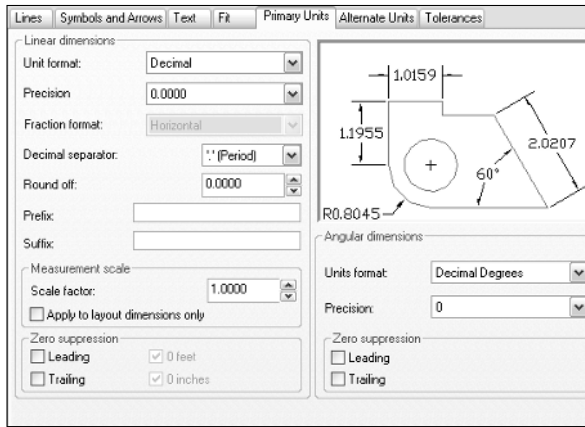 Lines Symbols and Arrows Text Fit Primary Units Alternate Units Tolerances
Linear dimensions
Unit format: Decimal
Precision 0.0000
Fraction format: Horizontal
Decimal separator: '.' (Period)
Round off: 0.0000
Prefix:
Suffix:
Measurement scale
Scale factor: 1.0000
Apply to layout dimensions only
Zero suppression
Leading 0 feet
Trailing 0 inches
1.0159
1.1955
2.0207
60°
R0.8045
Angular dimensions
Units format: Decimal Degrees
Precision: 0
Zero suppression
Leading
Trailing